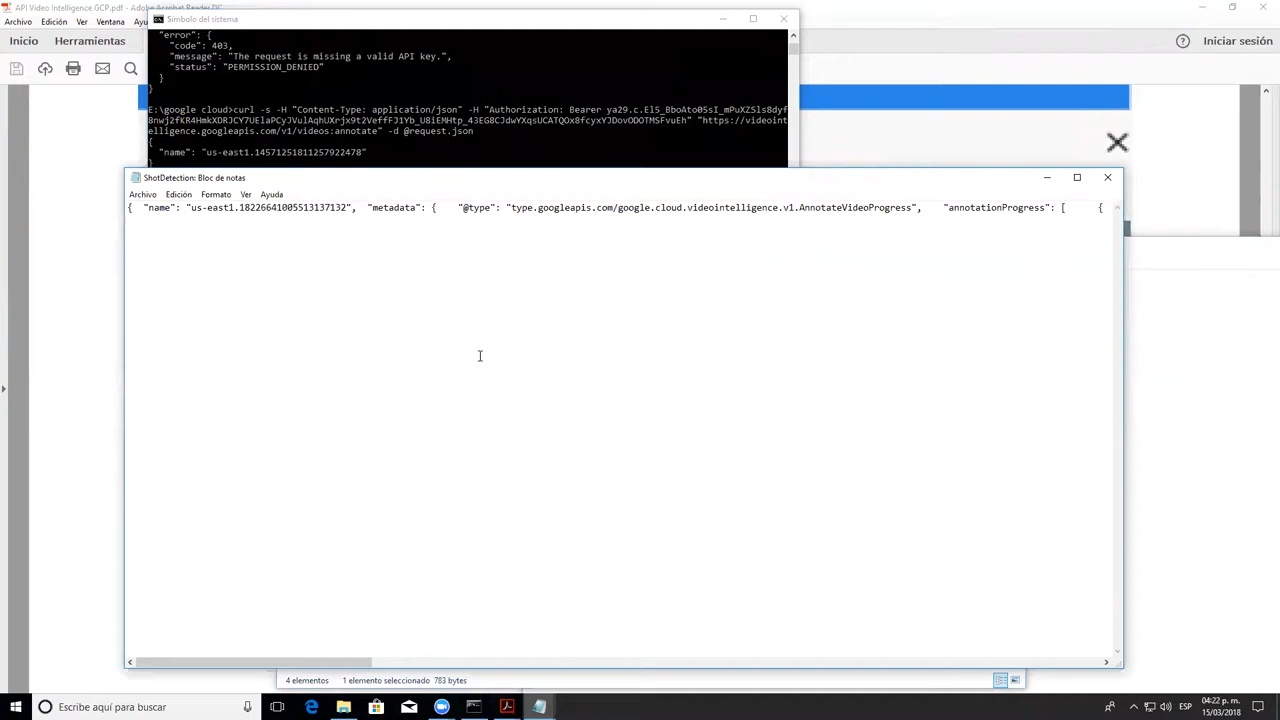 API Video Intelligence GCP.pdf - Adobe Acrobat Reader DC
Archivo Edición Ver Ventana Ayu
Inicio Herramientas
Iniciar sesión
Símbolo del sistema
"error": {
"code": 403,
"message": "The request is missing a valid API key.",
"status": "PERMISSION_DENIED"
}
}
E:\google cloud>curl -s -H "Content-Type: application/json" -H "Authorization: Bearer
"https://videoint
elligence.googleapis.com/v1/videos:annotate" -d @request.json
{
"name": "us-east1.14571251811257922478"
}
ShotDetection: Bloc de notas
Archivo Edición Formato Ver Ayuda
{ "name": "us-east1.18226641005513137132", "metadata": { "@type": "type.googleapis.com/google.cloud.videointelligence.v1.AnnotateVideoProgress", "annotationProgress": [ {
4 elementos 1 elemento seleccionado 783 bytes
Escribe aquí para buscar
ESP
04:22 p. m.
15/03/2018